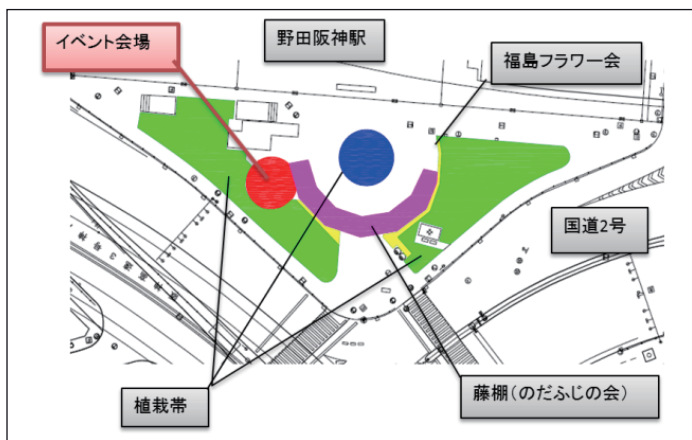 イベント会場
野田阪神駅
福島フラワー会
国道2号
植栽帯
藤棚(のだふじの会)